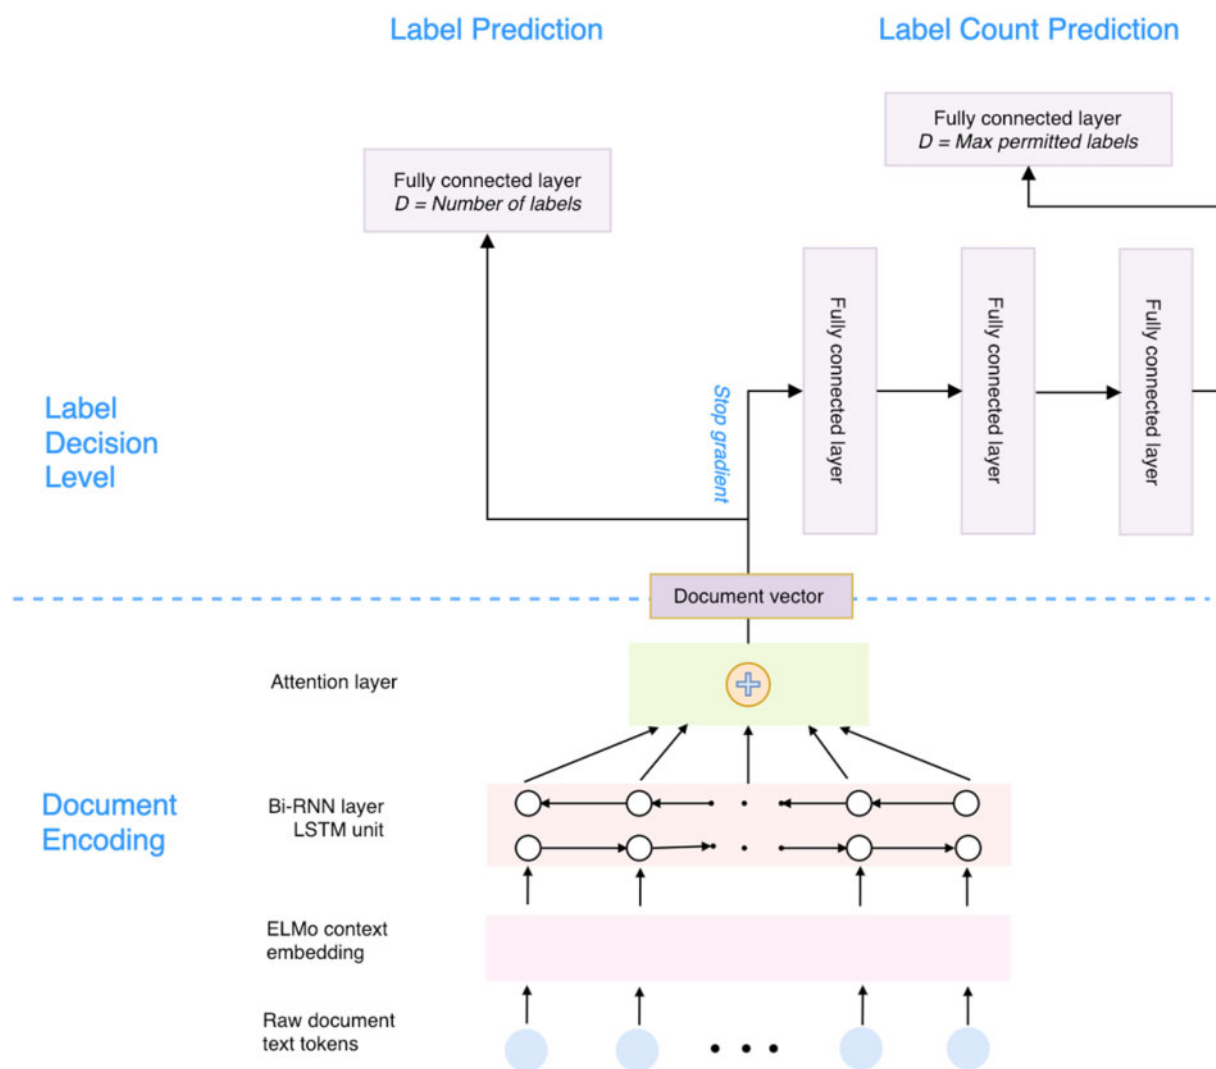 Label Prediction
Label Count Prediction
Fully connected layer
D = Max permitted labels
Fully connected layer
D = Number of labels
Fully connected layer
Fully connected layer
Fully connected layer
Stop gradient
Label
Decision
Level
Document vector
Attention layer
Document
Encoding
Bi-RNN layer
LSTM unit
ELMo context
embedding
Raw document
text tokens